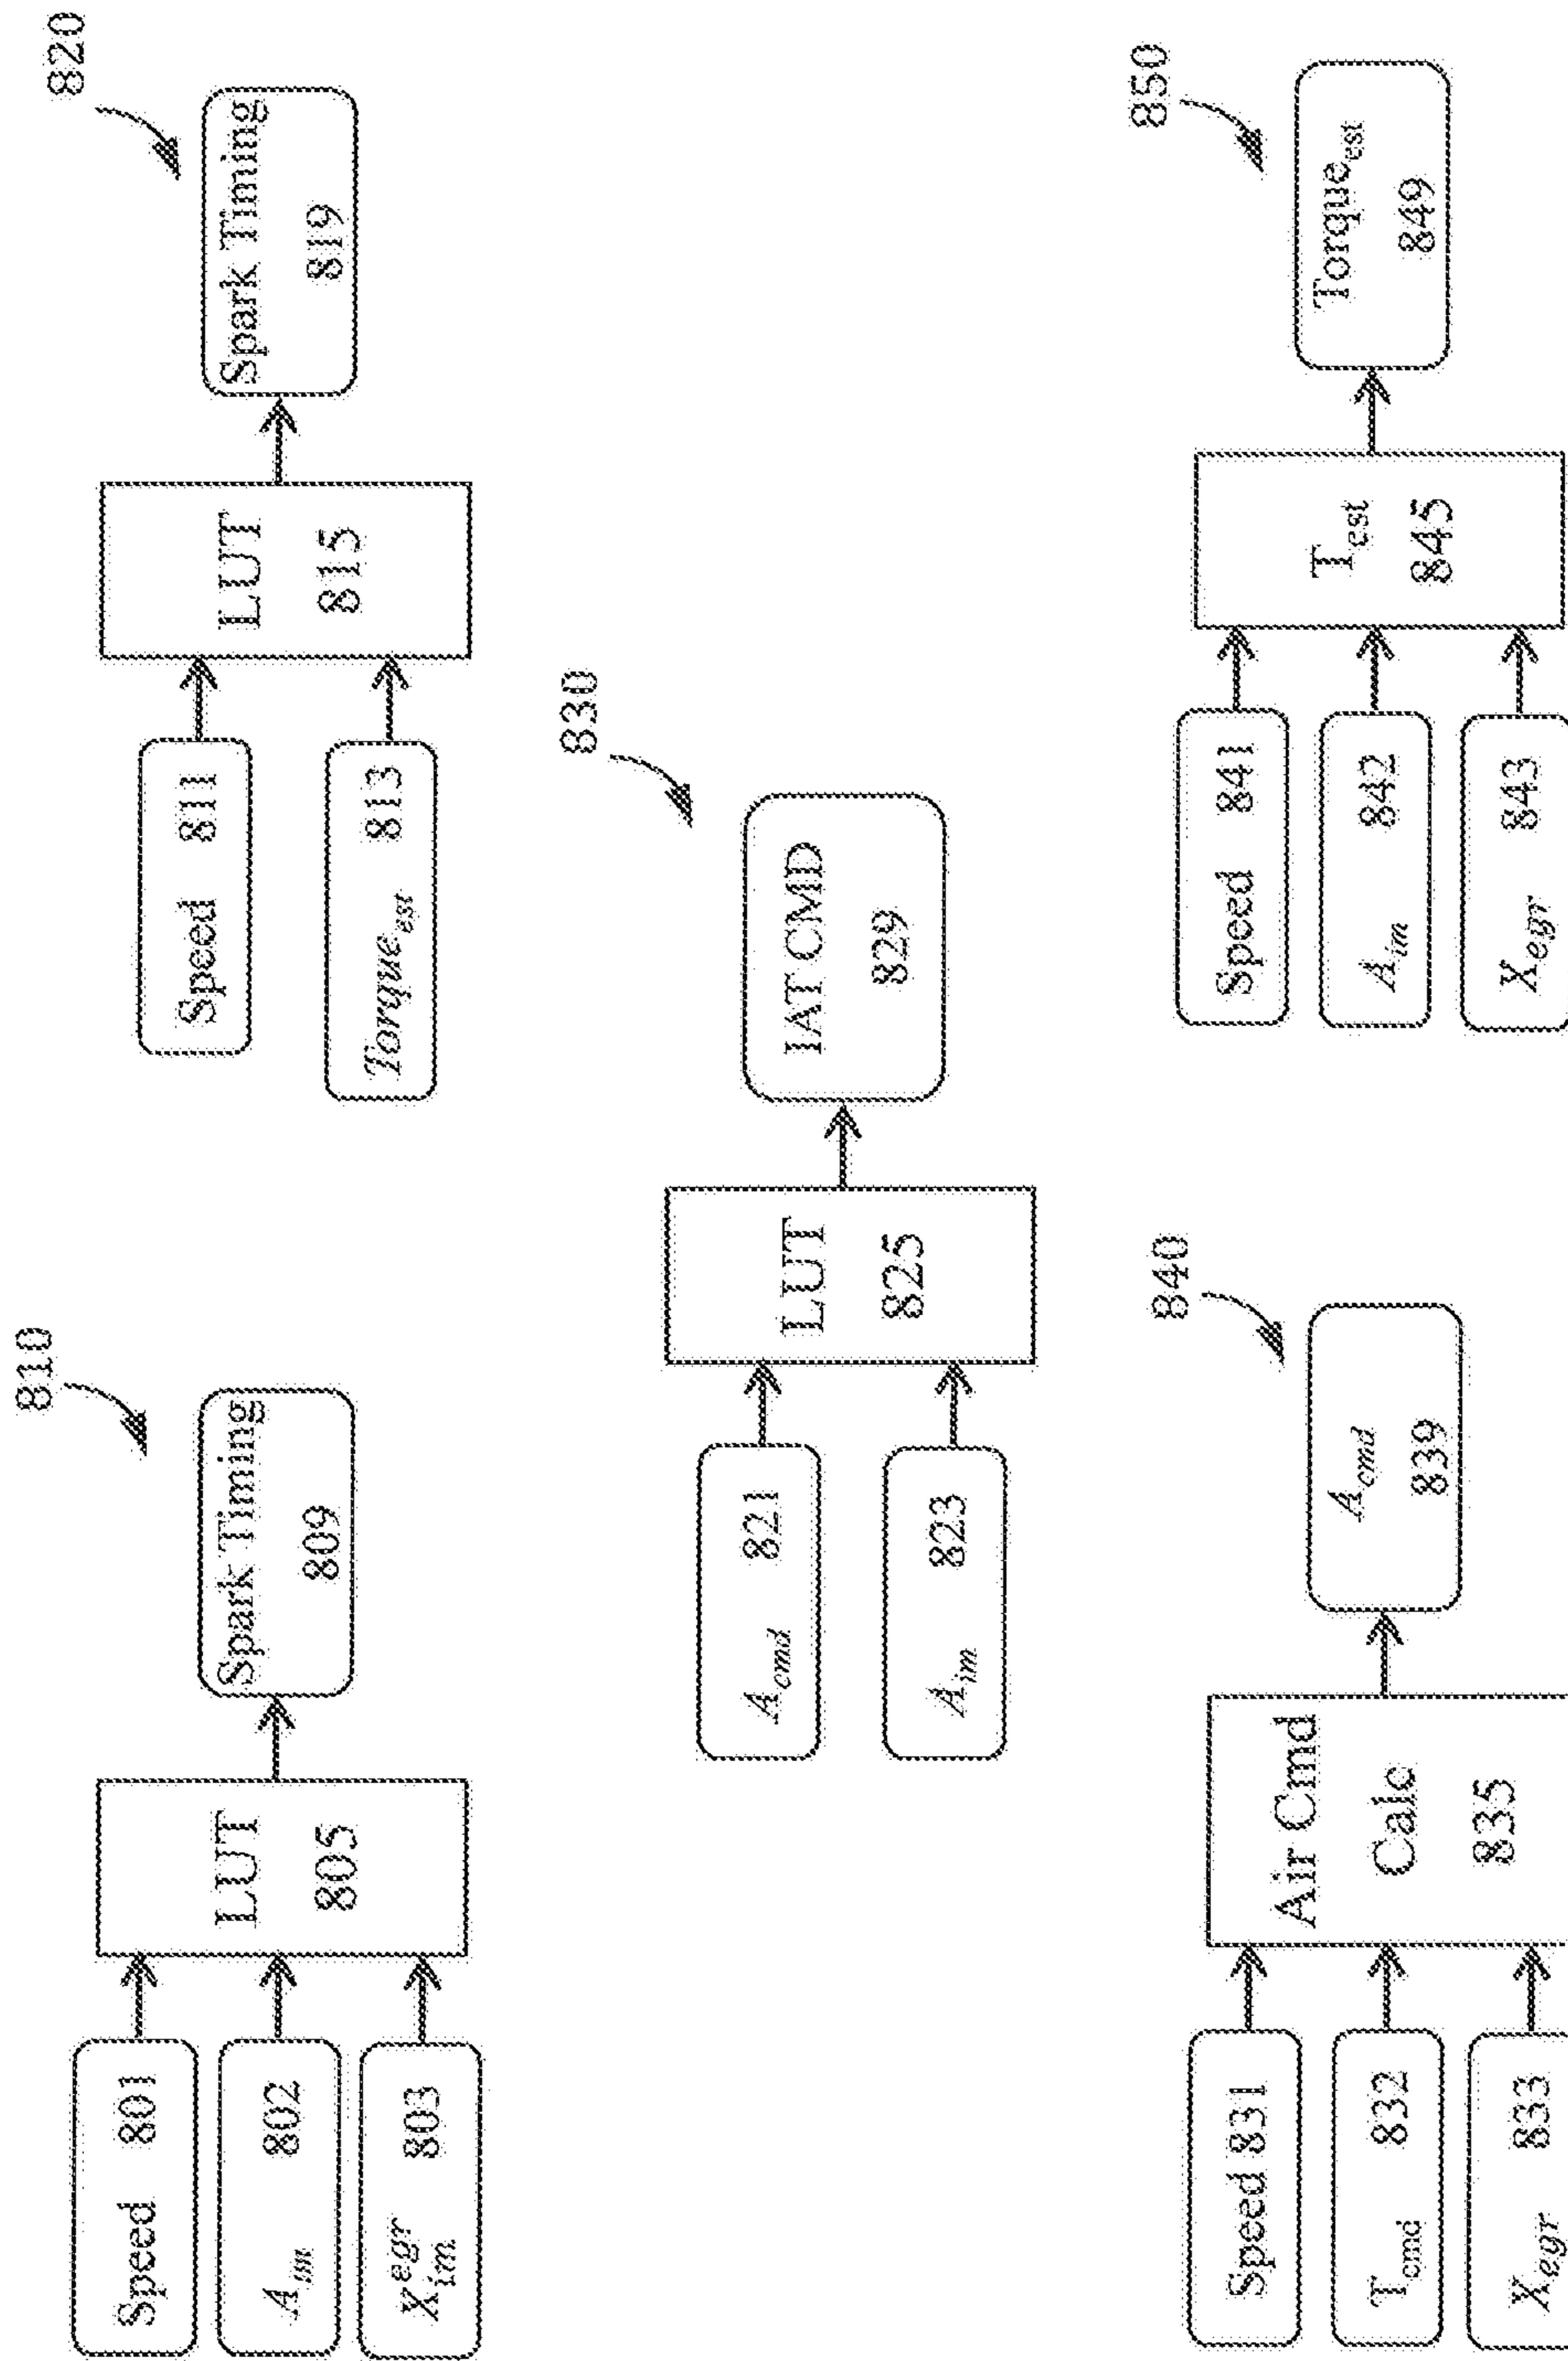 810
Speed 801
A_im 802
X_im^egr 803
LUT
805
Spark Timing
809
820
Speed 811
Torque_est 813
LUT
815
Spark Timing
819
830
A_cmd 821
A_im 823
LUT
825
IAT CMD
829
840
Speed 831
T_cmd 832
X_egr 833
Air Cmd
Calc
835
A_cmd
839
850
Speed 841
A_im 842
X_egr 843
T_est
845
Torque_est
849